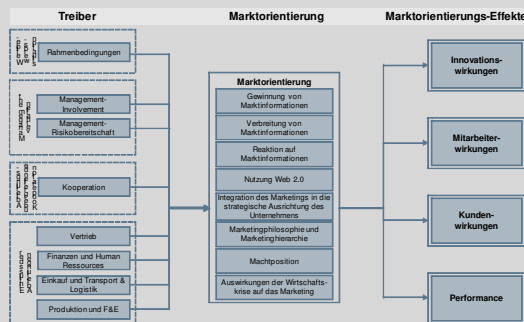 Treiber
Marktorientierung
Marktorientierungs-Effekte
Rahmenbedingungen
Management-
Involvement
Management-
Risikobereitschaft
Kooperation
Vertrieb
Finanzen und Human
Ressources
Einkauf und Transport &
Logistik
Produktion und F&E
Marktorientierung
Gewinnung von
Marktinformationen
Verbreitung von
Marktinformationen
Reaktion auf
Marktinformationen
Nutzung Web 2.0
Integration des Marketings in die
strategische Ausrichtung des
Unternehmens
Marketingphilosophie und
Marketinghierarchie
Machtposition
Auswirkungen der Wirtschafts-
krise auf das Marketing
Innovations-
wirkungen
Mitarbeiter-
wirkungen
Kunden-
wirkungen
Performance